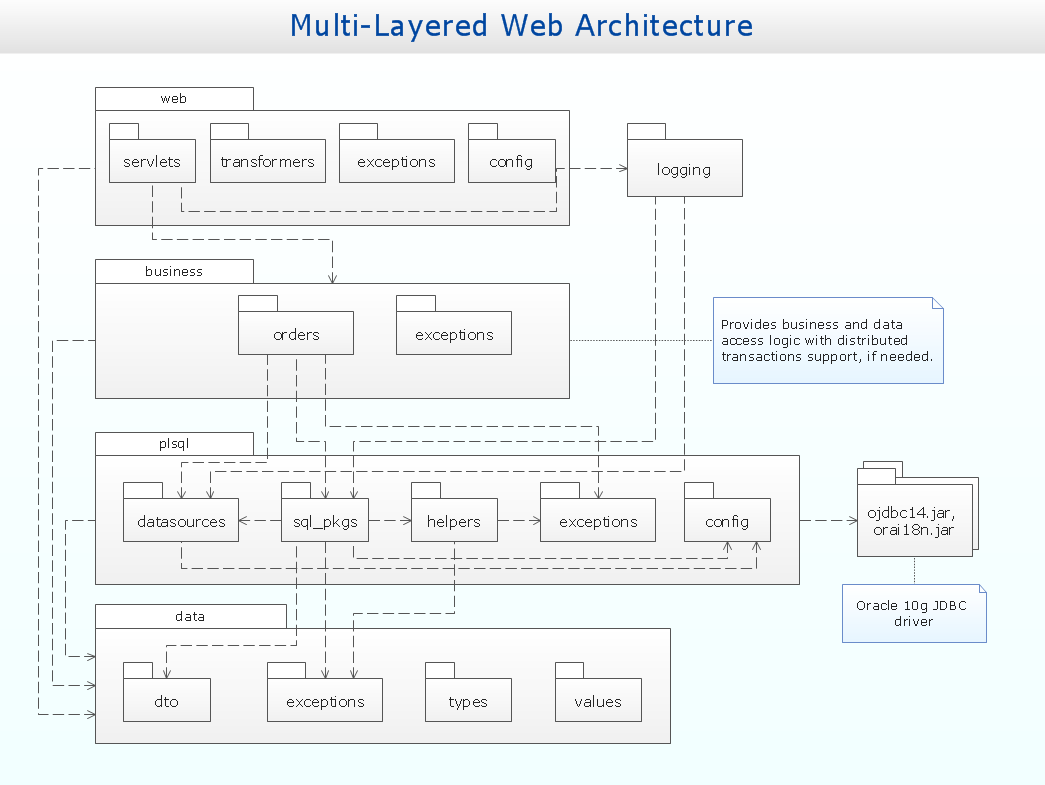 Multi-Layered Web Architecture
web
servlets
transformers
exceptions
config
logging
business
orders
exceptions
Provides business and data
access logic with distributed
transactions support, if needed.
plsql
datasources
sql_pkgs
helpers
exceptions
config
ojdbc14.jar,
orai18n.jar
Oracle 10g JDBC
driver
data
dto
exceptions
types
values